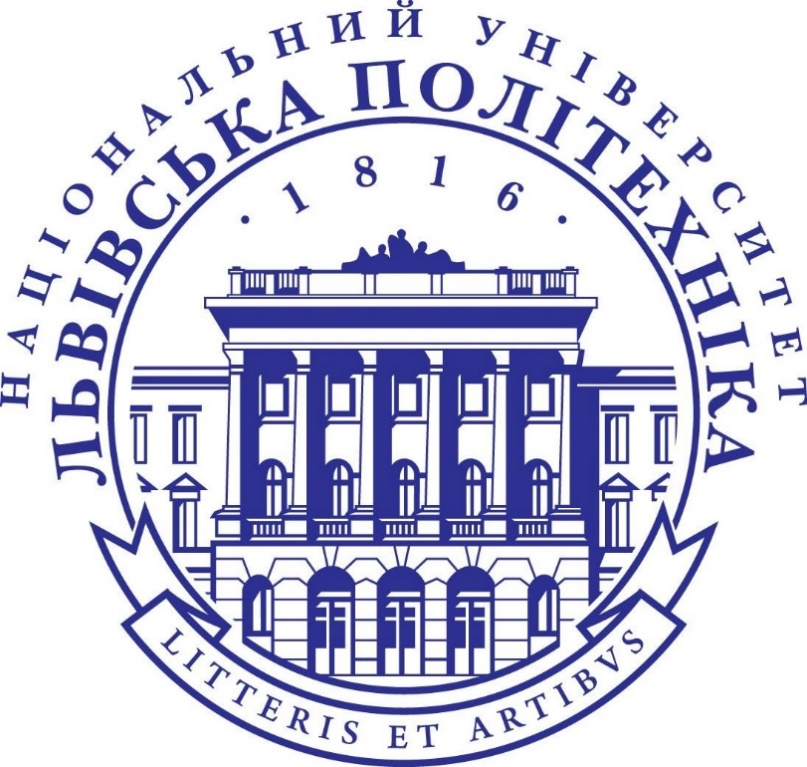 НАЦІОНАЛЬНИЙ УНІВЕРСИТЕТ
ЛЬВІВСЬКА ПОЛІТЕХНІКА
· 1816 ·
LITTERIS ET ARTIBVS